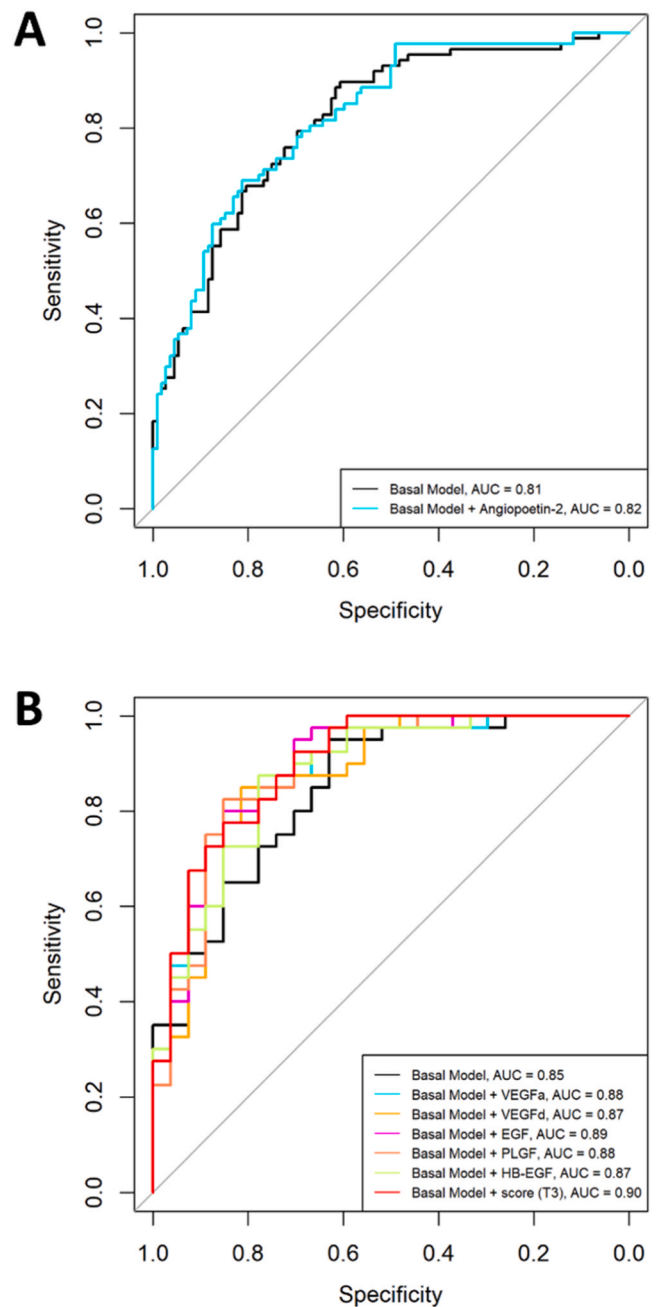 A
1.0
0.8
0.6
0.4
0.2
0.0
Sensitivity
Basal Model, AUC = 0.81
Basal Model + Angiopoetin-2, AUC = 0.82
1.0 0.8 0.6 0.4 0.2 0.0
Specificity
B
1.0
0.8
0.6
0.4
0.2
0.0
Sensitivity
Basal Model, AUC = 0.85
Basal Model + VEGFa, AUC = 0.88
Basal Model + VEGFd, AUC = 0.87
Basal Model + EGF, AUC = 0.89
Basal Model + PLGF, AUC = 0.88
Basal Model + HB-EGF, AUC = 0.87
Basal Model + score (T3), AUC = 0.90
1.0 0.8 0.6 0.4 0.2 0.0
Specificity